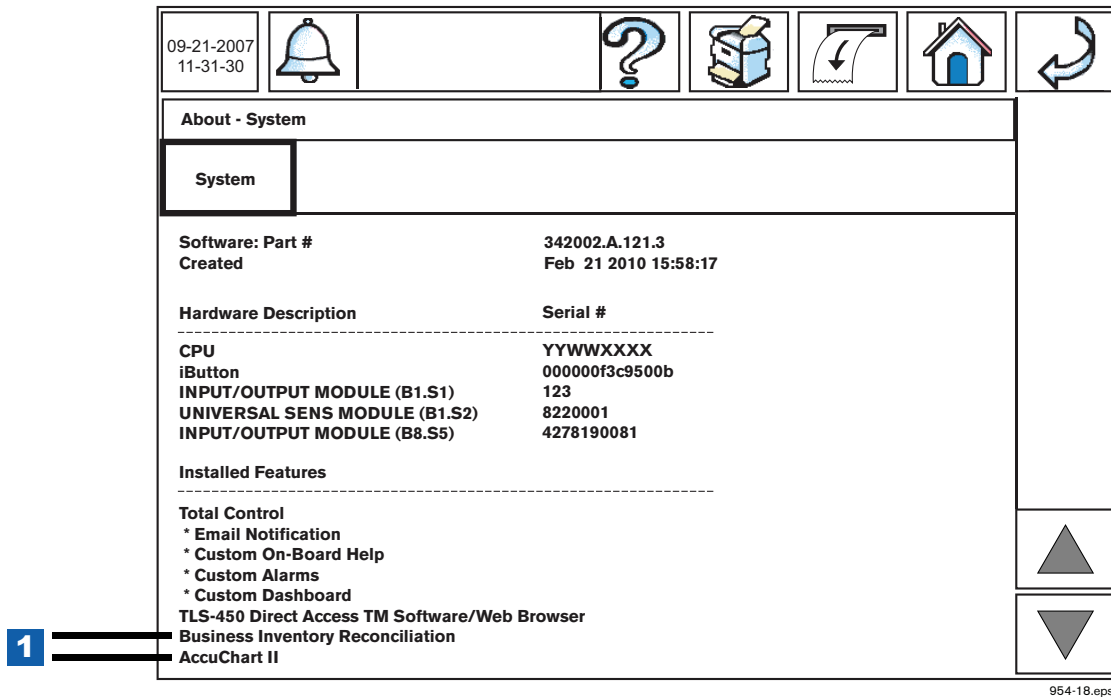 09-21-2007
11-31-30
About - System
System
Software: Part # 342002.A.121.3
Created Feb 21 2010 15:58:17
Hardware Description Serial #
CPU YYWWXXXX
iButton 000000f3c9500b
INPUT/OUTPUT MODULE (B1.S1) 123
UNIVERSAL SENS MODULE (B1.S2) 8220001
INPUT/OUTPUT MODULE (B8.S5) 4278190081
Installed Features
Total Control
* Email Notification
* Custom On-Board Help
* Custom Alarms
* Custom Dashboard
TLS-450 Direct Access TM Software/Web Browser
1
Business Inventory Reconciliation
AccuChart II
954-18.eps